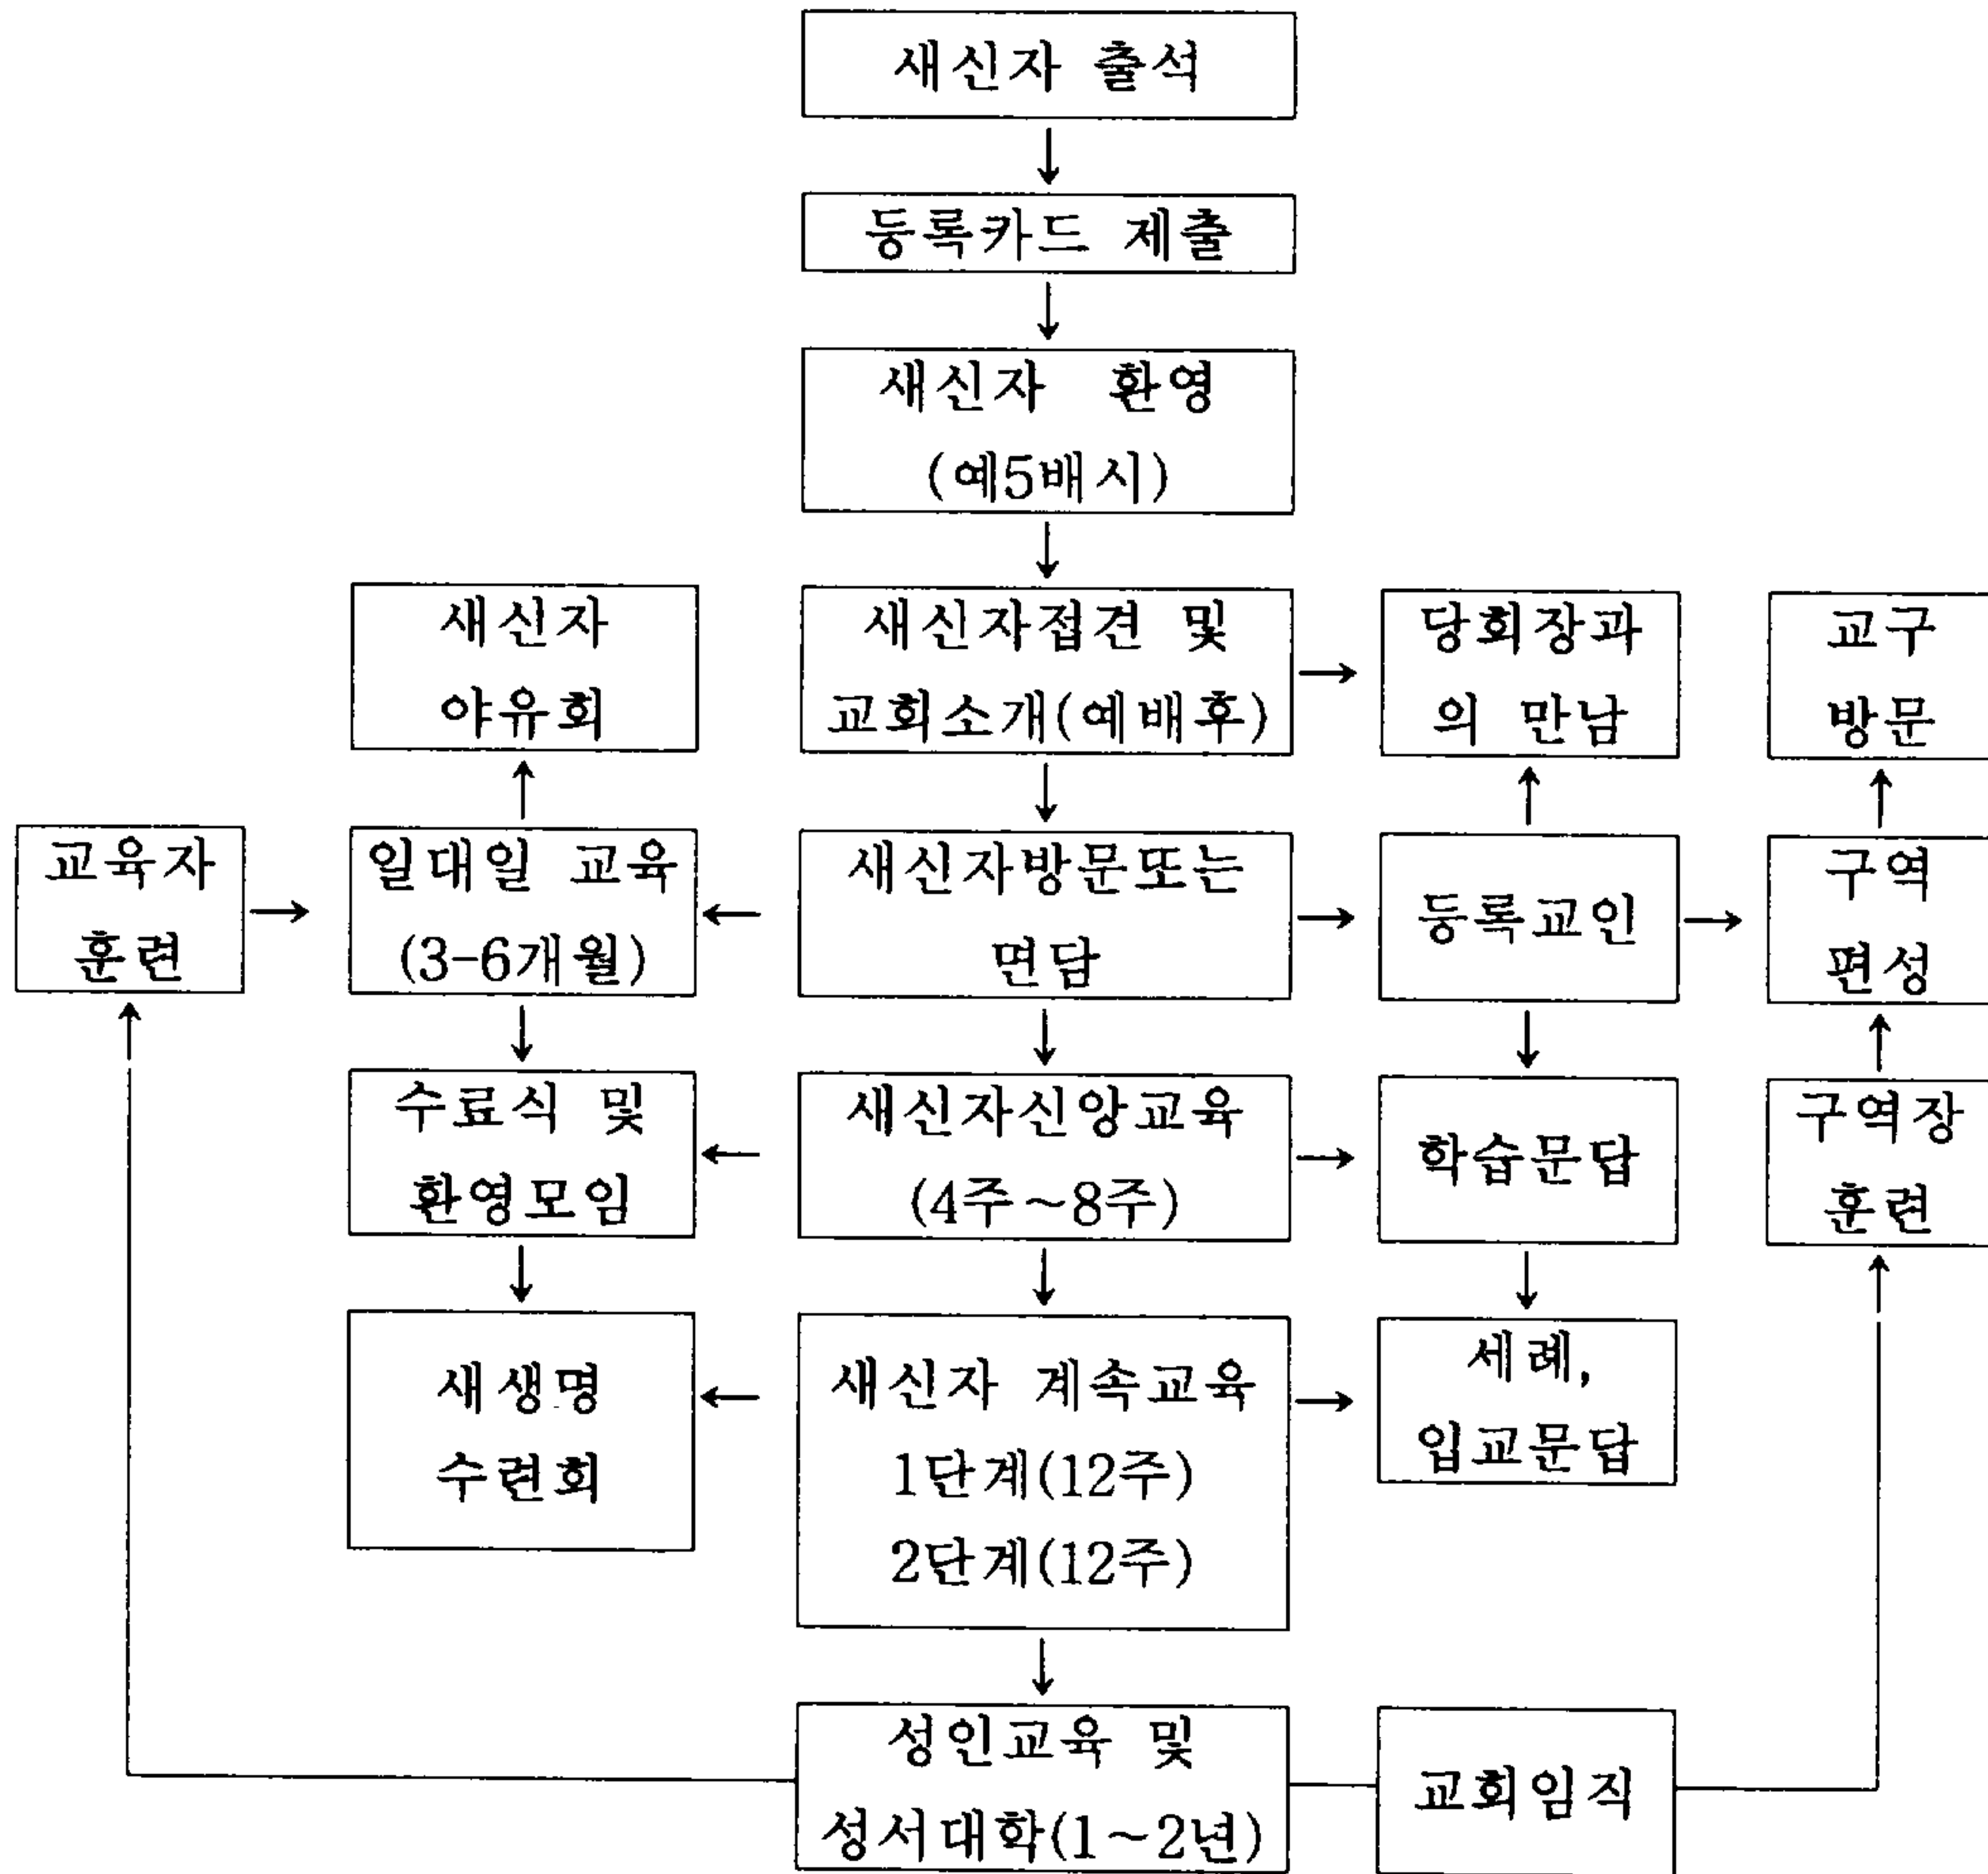 새신자 출석
등록카드 제출
새신자 환영
(예5배시)
새신자
야유회
새신자접견 및
교회소개(예배후)
당회장과
의 만남
교구
방문
교육자
훈련
일대일 교육
(3-6개월)
새신자방문또는
면담
등록교인
구역
편성
수료식 및
환영모임
새신자신앙교육
(4주~8주)
학습문답
구역장
훈련
새생명
수련회
새신자 계속교육
1단계(12주)
2단계(12주)
세례,
입교문답
성인교육 및
성서대학(1~2년)
교회임직